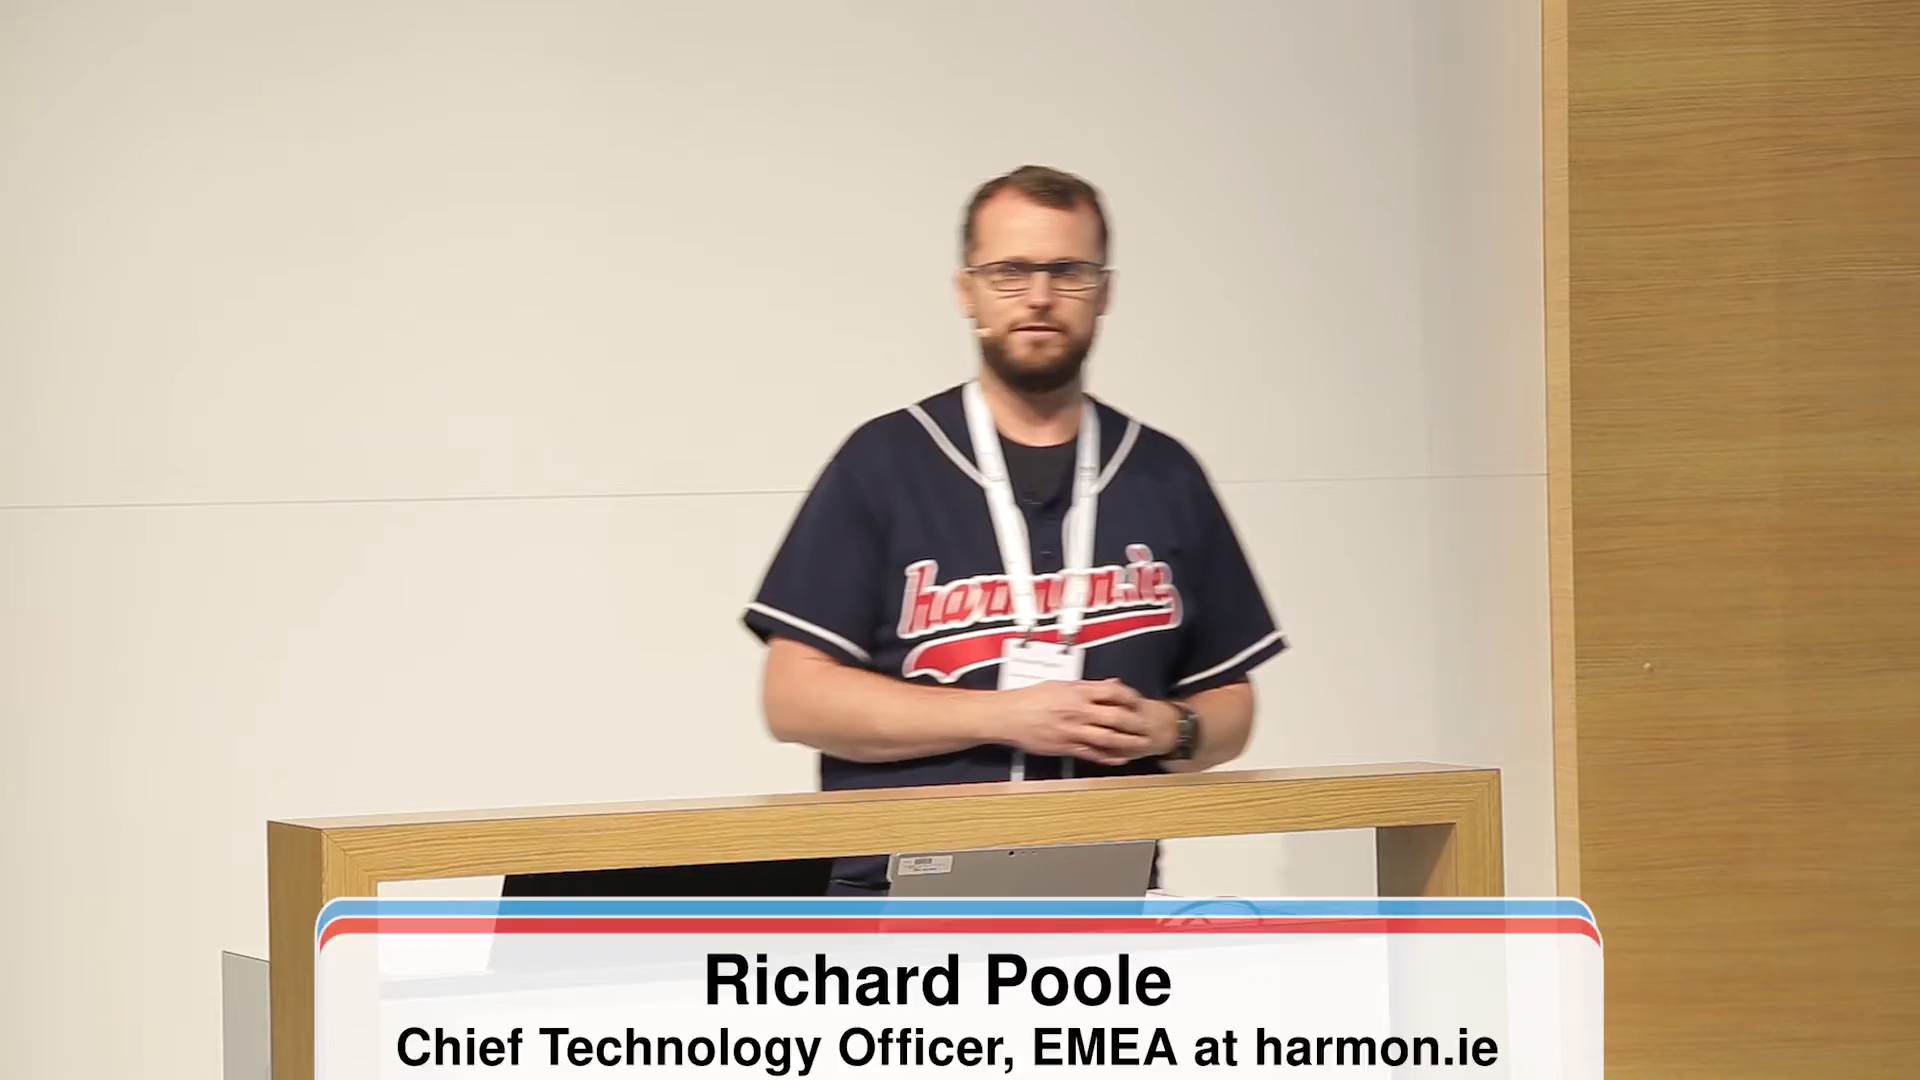 harmon.ie
Richard Poole
Chief Technology Officer, EMEA at harmon.ie